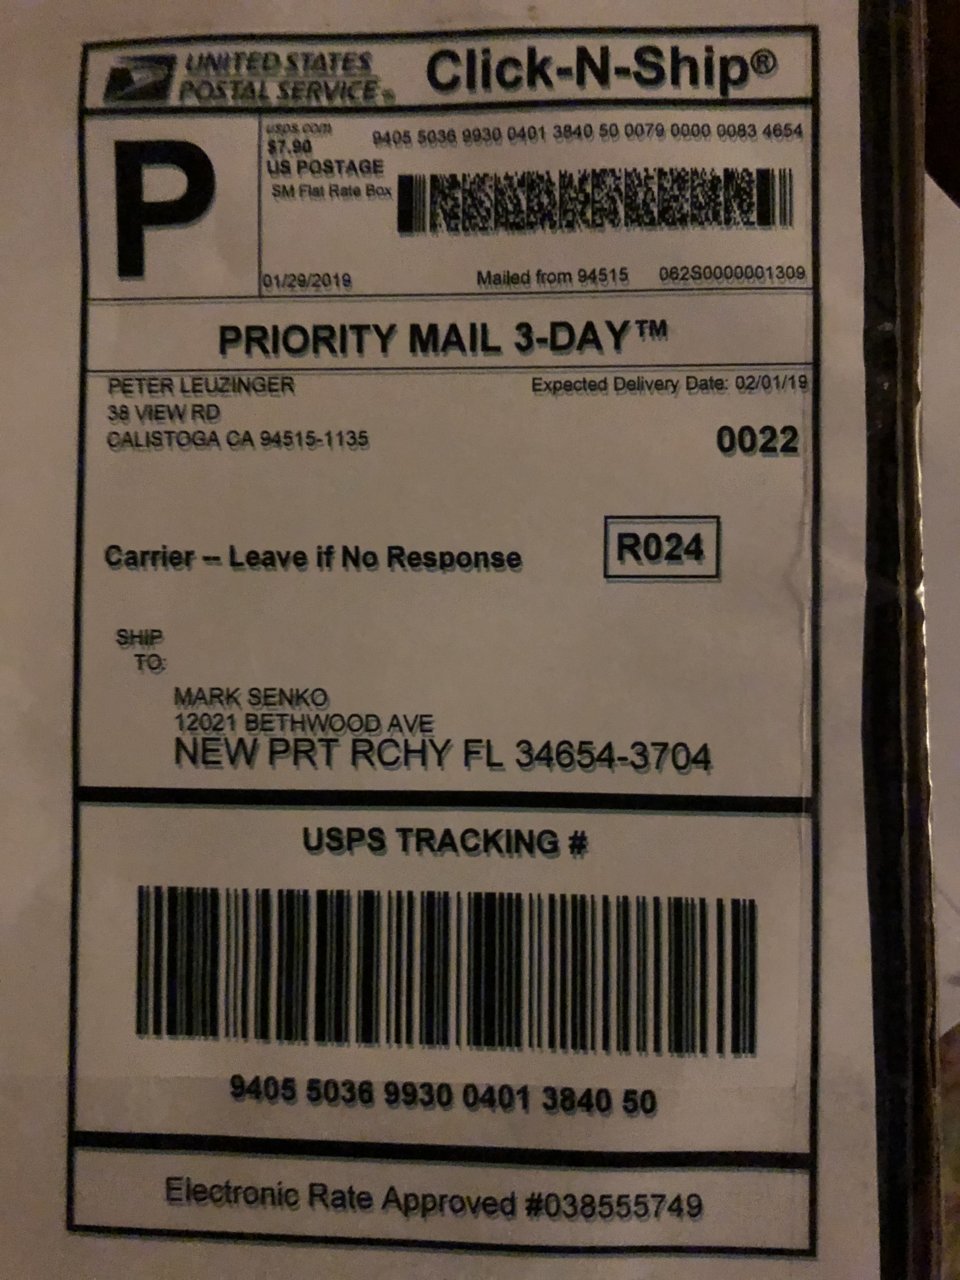 UNITED STATES
POSTAL SERVICE®
Click-N-Ship®
P
usps.com
$7.90
US POSTAGE
SM Flat Rate Box
9405 5036 9930 0401 3840 50 0079 0000 0083 4654
01/29/2019
Mailed from 94515
062S0000001309
PRIORITY MAIL 3-DAY™
PETER LEUZINGER
38 VIEW RD
CALISTOGA CA 94515-1135
Expected Delivery Date: 02/01/19
0022
Carrier -- Leave if No Response
R024
SHIP
TO:
MARK SENKO
12021 BETHWOOD AVE
NEW PRT RCHY FL 34654-3704
USPS TRACKING #
9405 5036 9930 0401 3840 50
Electronic Rate Approved #038555749